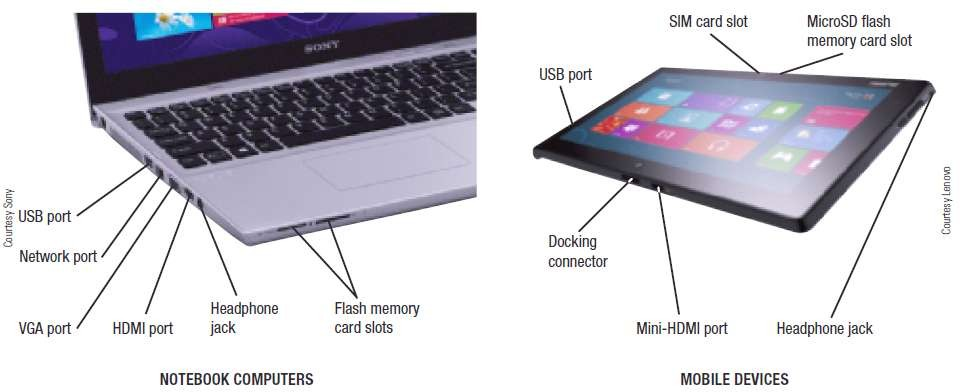 SONY
USB port
Network port
VGA port
HDMI port
Headphone
jack
Flash memory
card slots
Courtesy Sony
NOTEBOOK COMPUTERS
SIM card slot
MicroSD flash
memory card slot
USB port
Docking
connector
Mini-HDMI port
Headphone jack
Courtesy Lenovo
MOBILE DEVICES